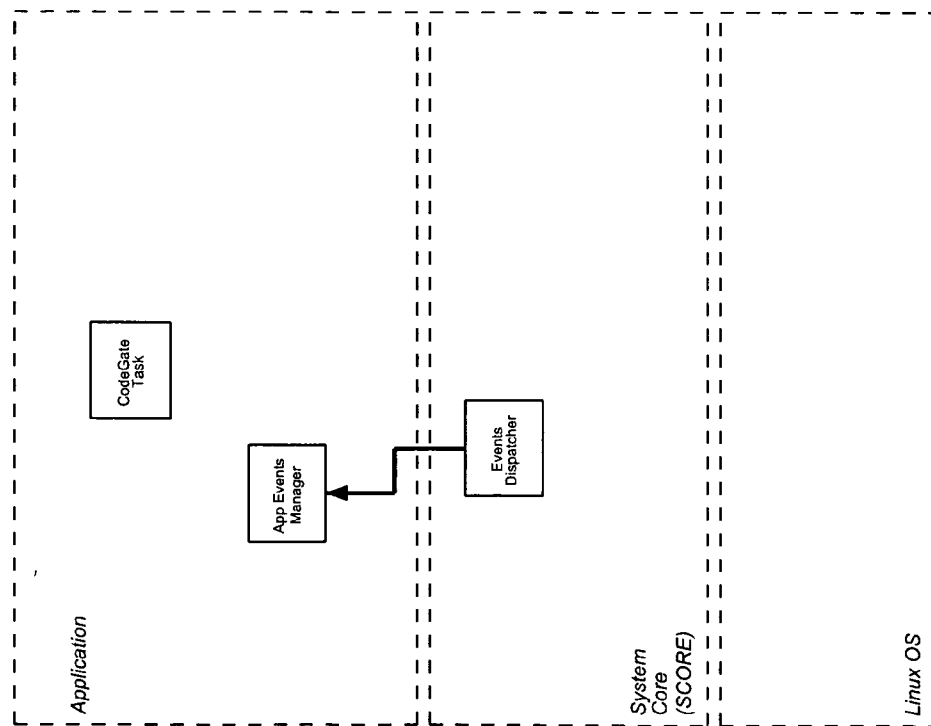 Application
CodeGate
Task
App Events
Manager
Events
Dispatcher
System
Core
(SCORE)
Linux OS